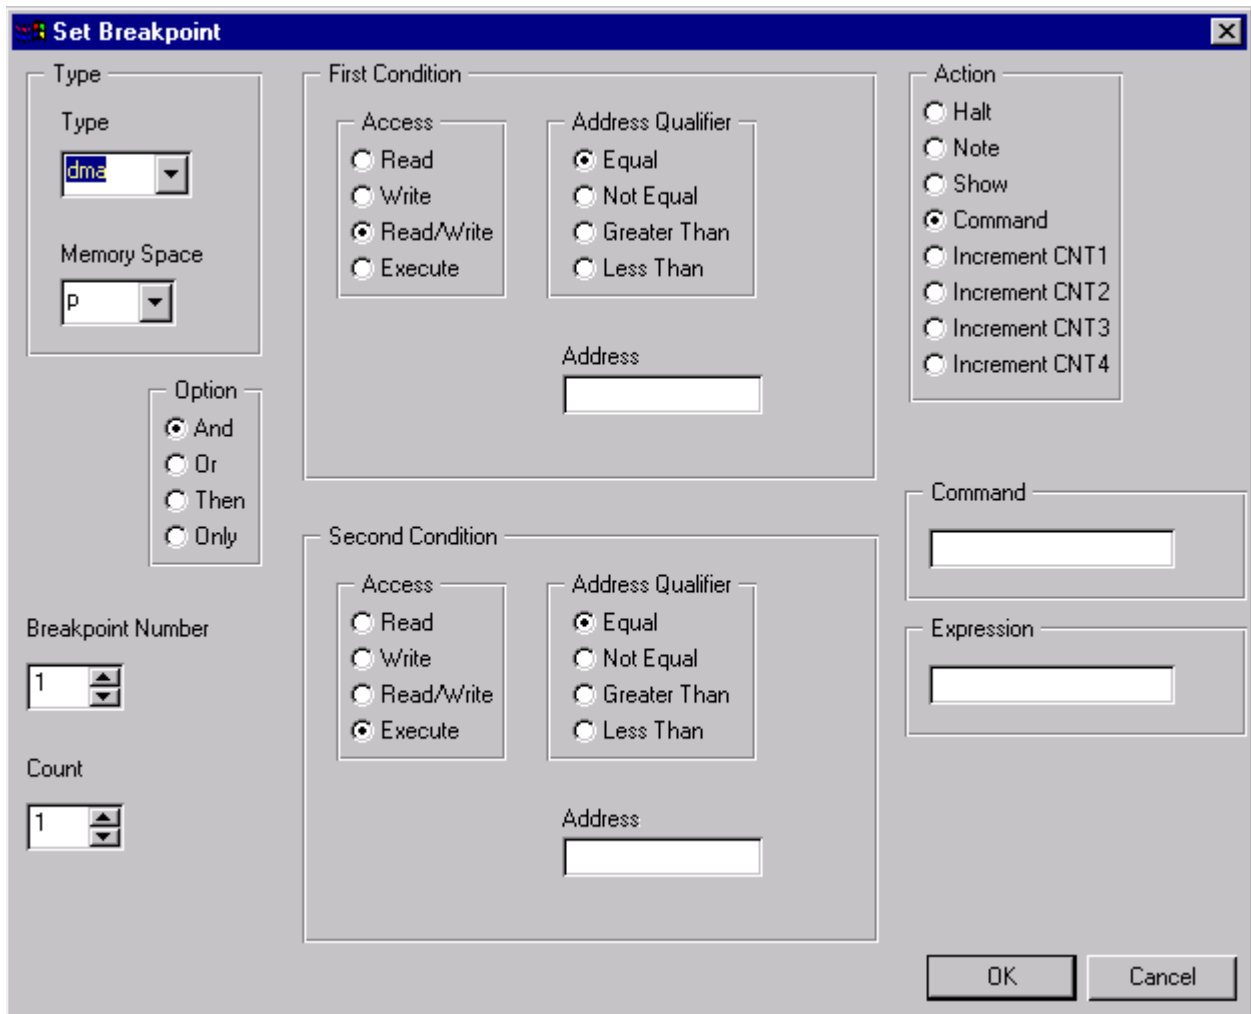 Set Breakpoint
Type
Type
dma
Memory Space
p
Option
And
Or
Then
Only
Breakpoint Number
1
Count
1
First Condition
Access
Read
Write
Read/Write
Execute
Address Qualifier
Equal
Not Equal
Greater Than
Less Than
Address
Second Condition
Access
Read
Write
Read/Write
Execute
Address Qualifier
Equal
Not Equal
Greater Than
Less Than
Address
Action
Halt
Note
Show
Command
Increment CNT1
Increment CNT2
Increment CNT3
Increment CNT4
Command
Expression
OK
Cancel